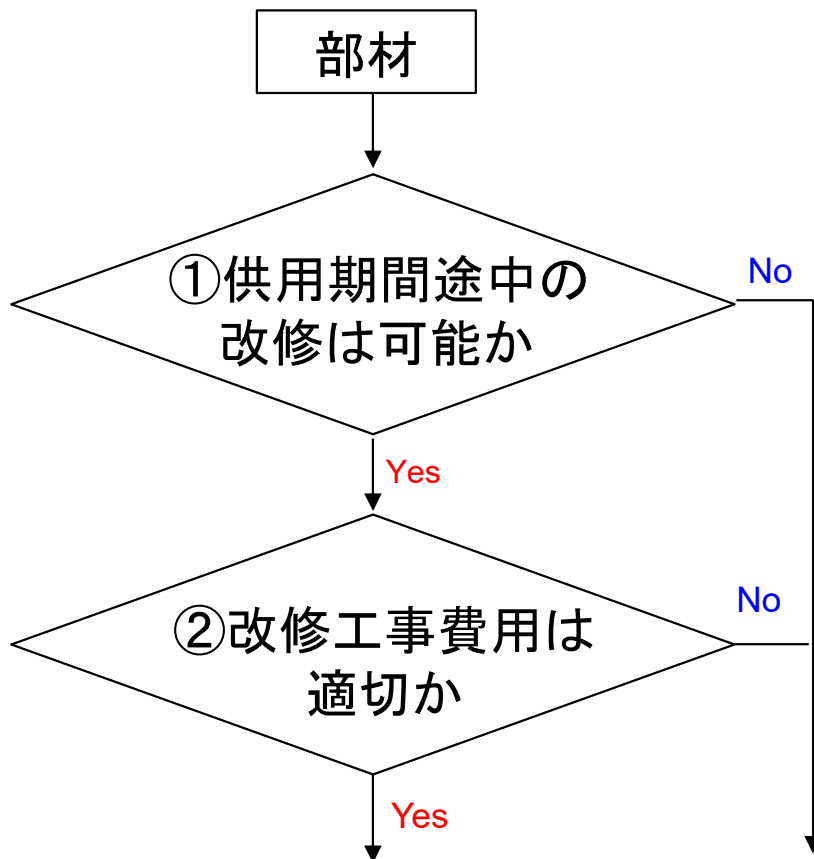 部材
①供用期間途中の
改修は可能か
No
Yes
②改修工事費用は
適切か
No
Yes